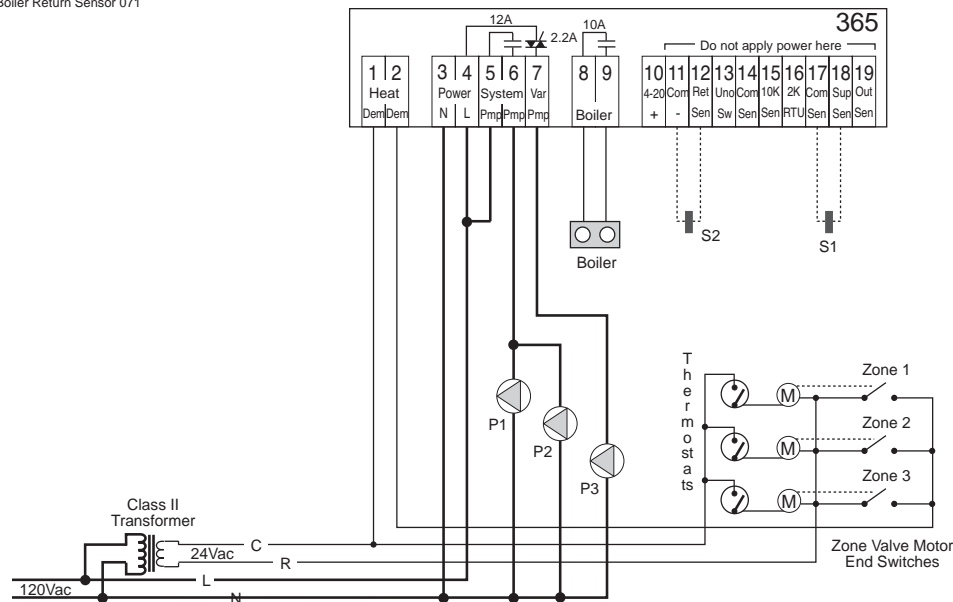 Boiler Return Sensor 071
365
12A
2.2A
10A
Do not apply power here
1 2 3 4 5 6 7 8 9 10 11 12 13 14 15 16 17 18 19
Heat Power System Var 4-20 Com Ret Uno Com 10K 2K Com Sup Out
Dem Dem N L Pmp Pmp Pmp Boiler + - Sen Sw Sen Sen RTU Sen Sen Sen
S2
S1
Boiler
Thermostats
Zone 1
M
P1
Zone 2
P2
M
Zone 3
P3
M
Class II
Transformer
24Vac
C
R
Zone Valve Motor
End Switches
L
120Vac
N